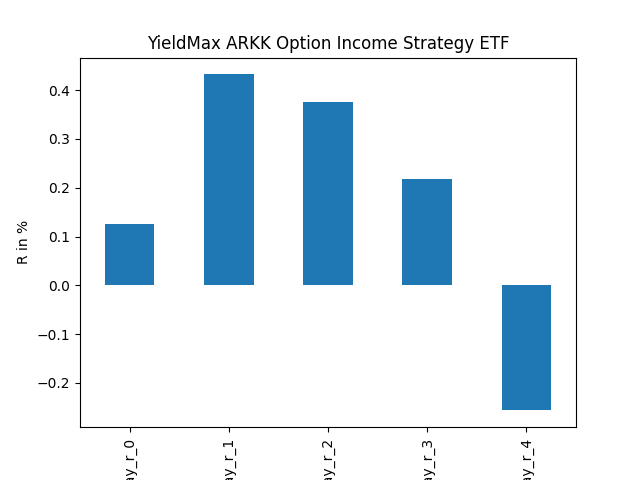 YieldMax ARKK Option Income Strategy ETF
R in %
0.4
0.3
0.2
0.1
0.0
−0.1
−0.2
ay_r_0
ay_r_1
ay_r_2
ay_r_3
ay_r_4